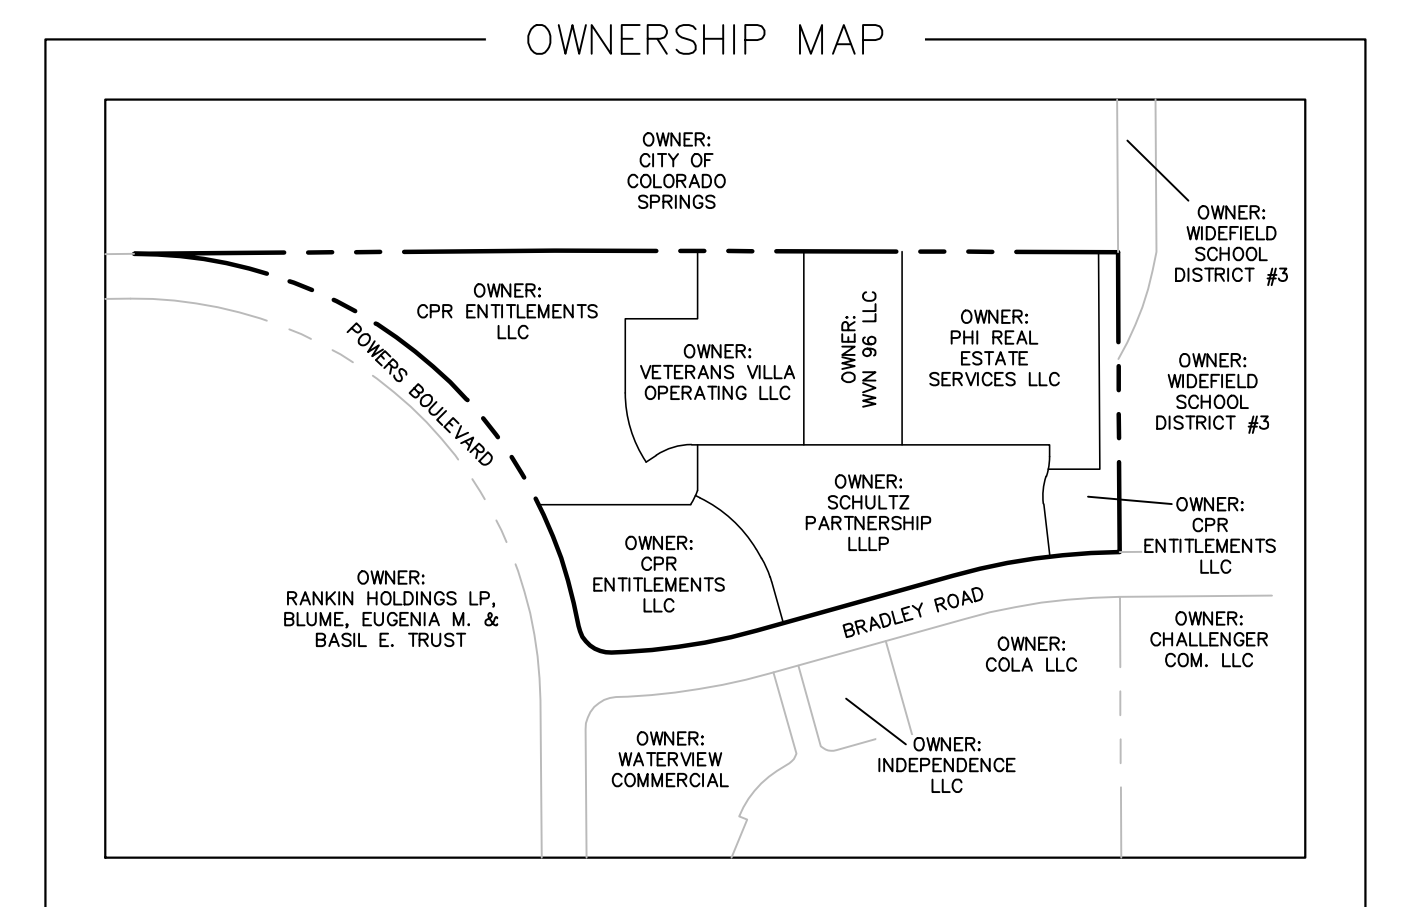 OWNERSHIP MAP
OWNER:
CITY OF
COLORADO
SPRINGS
OWNER:
WIDEFIELD
SCHOOL
DISTRICT #3
OWNER:
CPR ENTITLEMENTS
LLC
OWNER:
VETERANS VILLA
OPERATING LLC
OWNER:
WVN 96 LLC
OWNER:
PHI REAL
ESTATE
SERVICES LLC
OWNER:
WIDEFIELD
SCHOOL
DISTRICT #3
POWERS BOULEVARD
OWNER:
SCHULTZ
PARTNERSHIP
LLLP
OWNER:
CPR
ENTITLEMENTS
LLC
OWNER:
CPR
ENTITLEMENTS
LLC
OWNER:
RANKIN HOLDINGS LP,
BLUME, EUGENIA M. &
BASIL E. TRUST
BRADLEY ROAD
OWNER:
COLA LLC
OWNER:
CHALLENGER
COM. LLC
OWNER:
WATERVIEW
COMMERCIAL
OWNER:
INDEPENDENCE
LLC